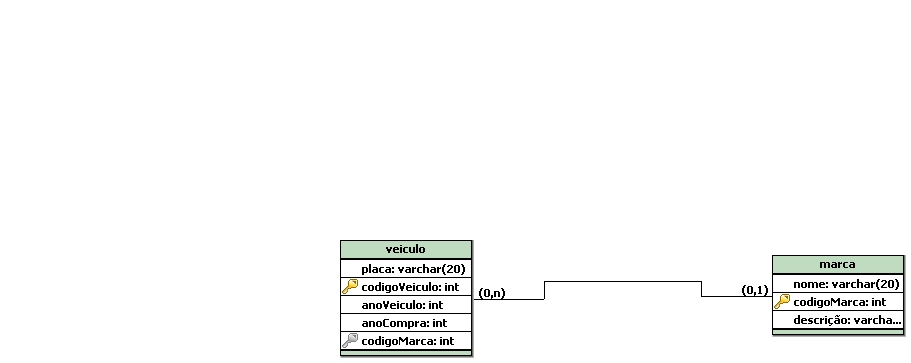 veiculo
placa: varchar(20)
codigoVeiculo: int
anoVeiculo: int
anoCompra: int
codigoMarca: int
(0,n)
(0,1)
marca
nome: varchar(20)
codigoMarca: int
descrição: varcha...